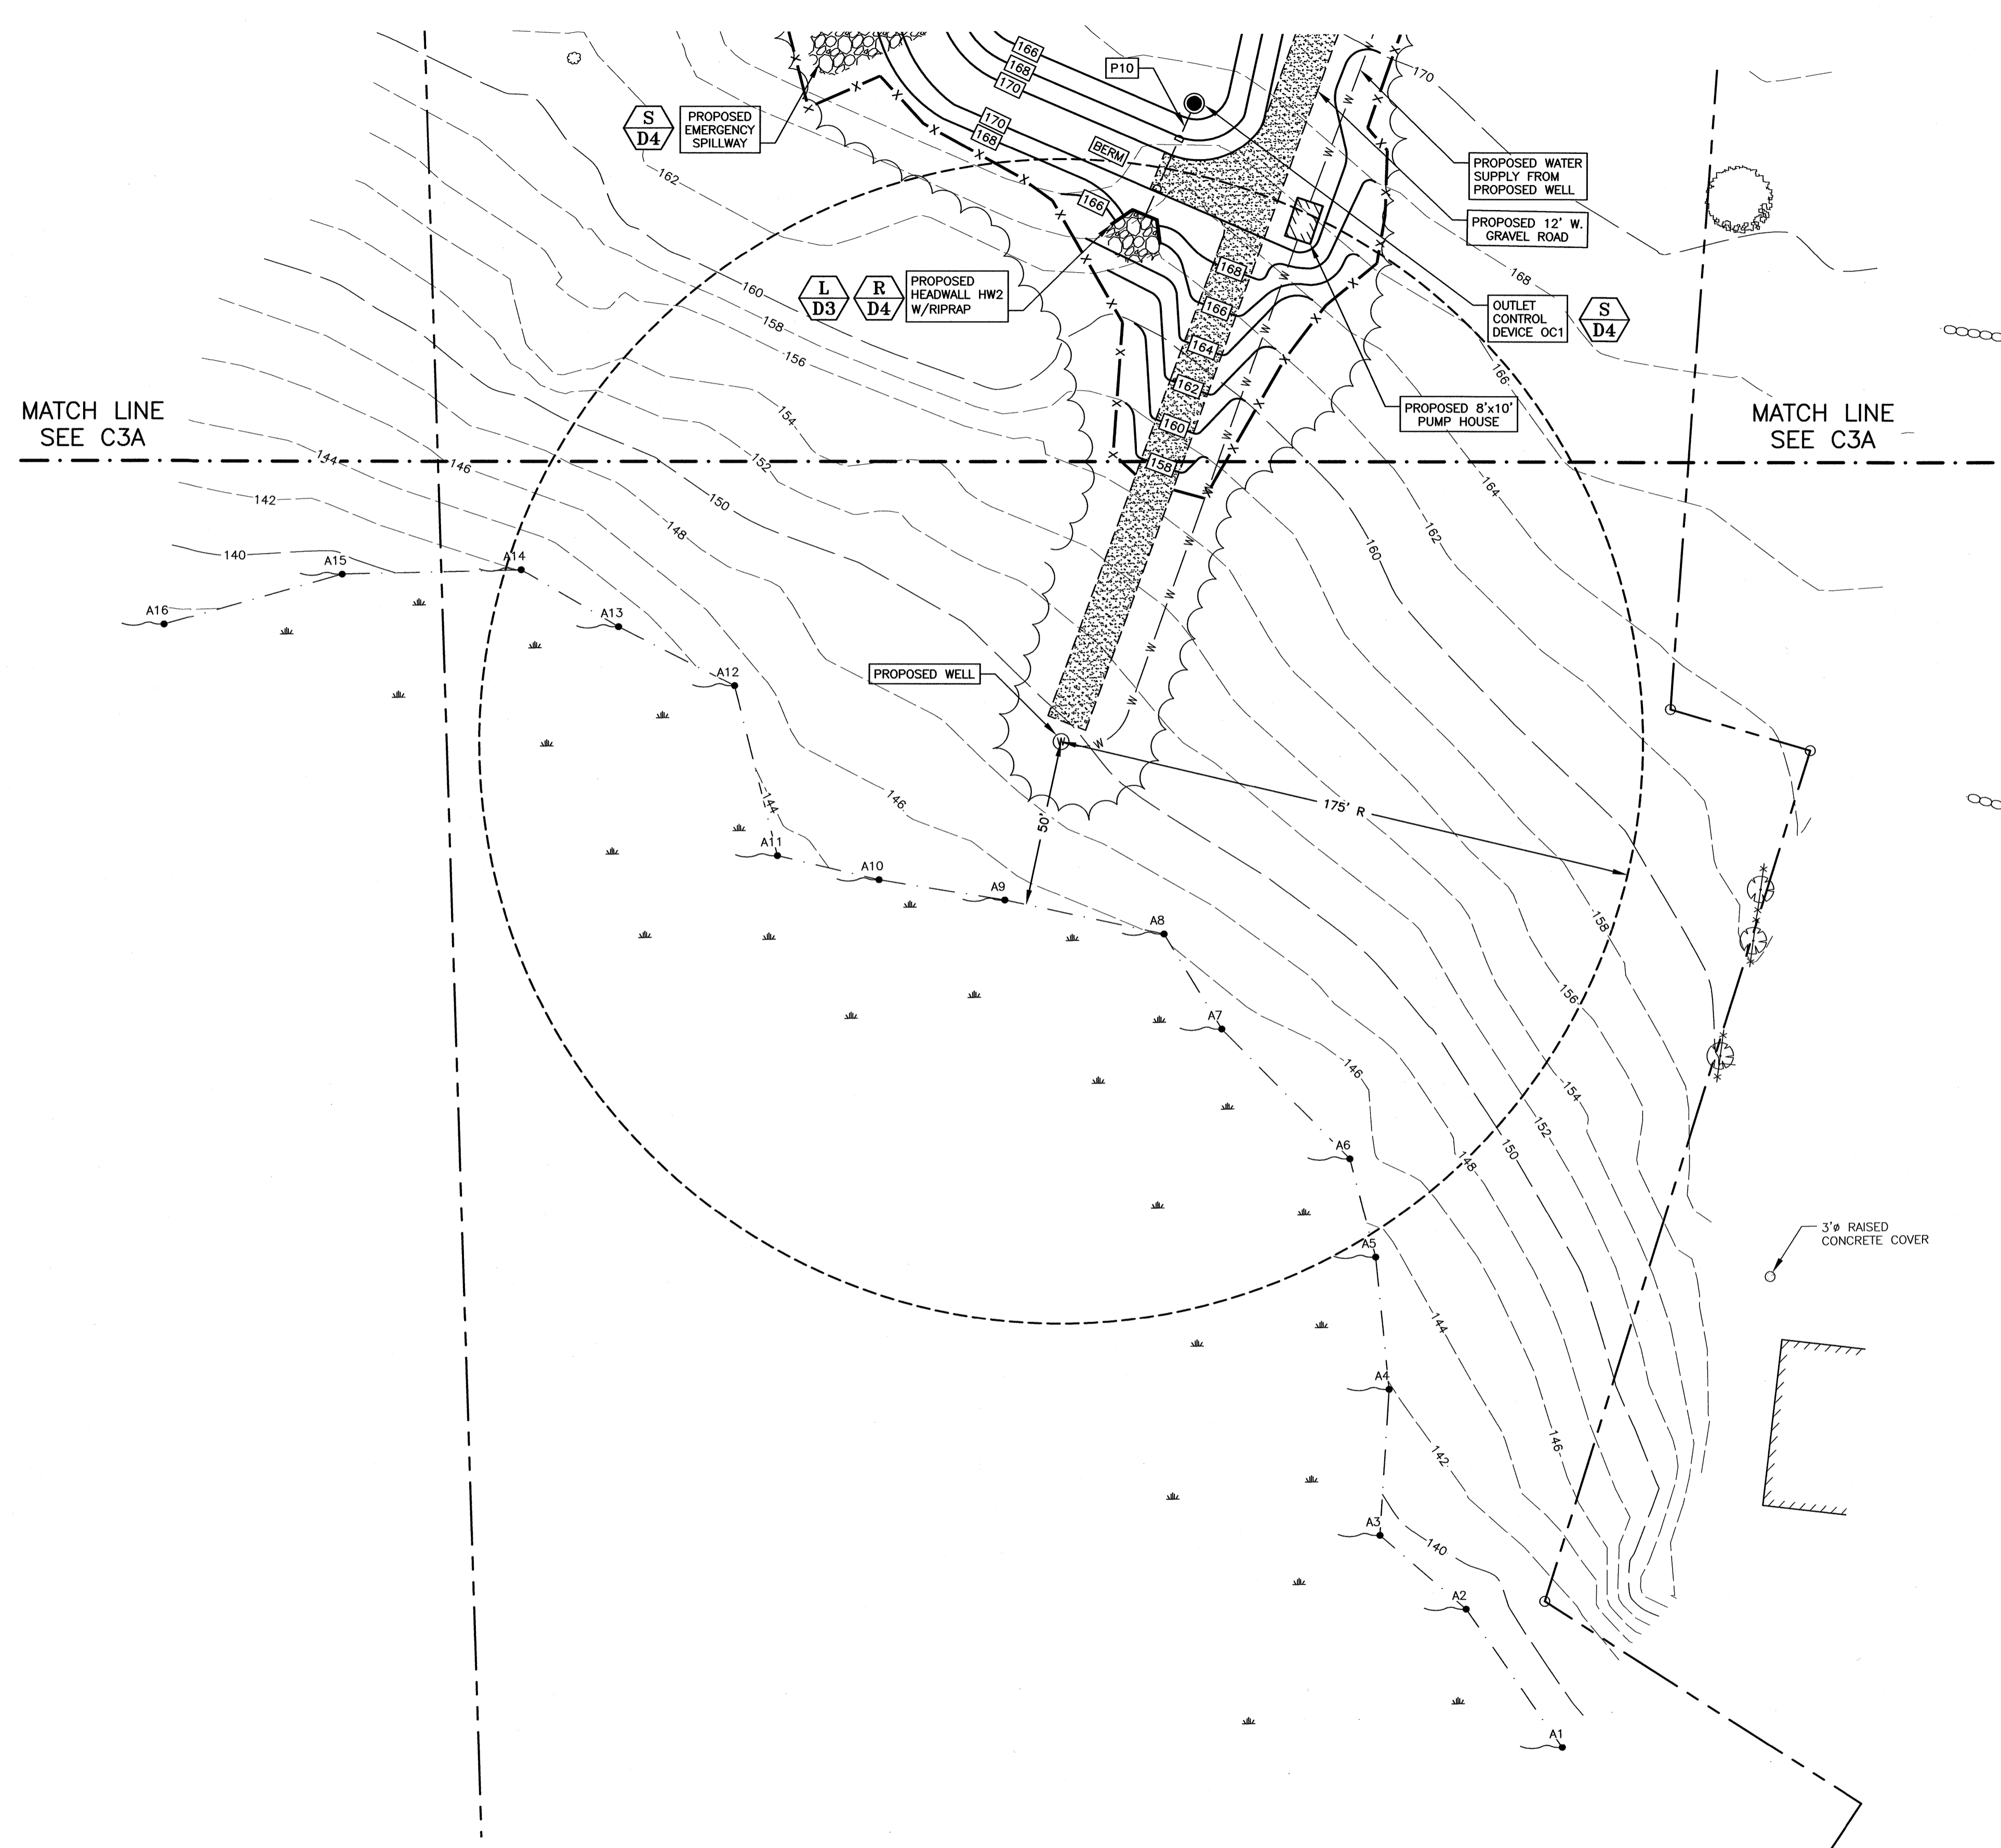 166
168
170
P10
170
S
D4
PROPOSED
EMERGENCY
SPILLWAY
170
168
BERM
W
PROPOSED WATER
SUPPLY FROM
PROPOSED WELL
162
166
PROPOSED 12' W.
GRAVEL ROAD
168
168
160
L
D3
R
D4
PROPOSED
HEADWALL HW2
W/RIPRAP
OUTLET
CONTROL
DEVICE OC1
S
D4
158
166
156
164
166
162
154
160
PROPOSED 8'x10'
PUMP HOUSE
MATCH LINE
SEE C3A
MATCH LINE
SEE C3A
144
146
152
158
164
142
150
148
162
140
160
A14
A15
A16
A13
A12
PROPOSED WELL
W
W
175' R
50'
144
146
A11
A10
A9
A8
158
156
A7
146
154
152
150
148
A6
A5
3'ø RAISED
CONCRETE COVER
144
A4
142
146
A3
140
A2
A1